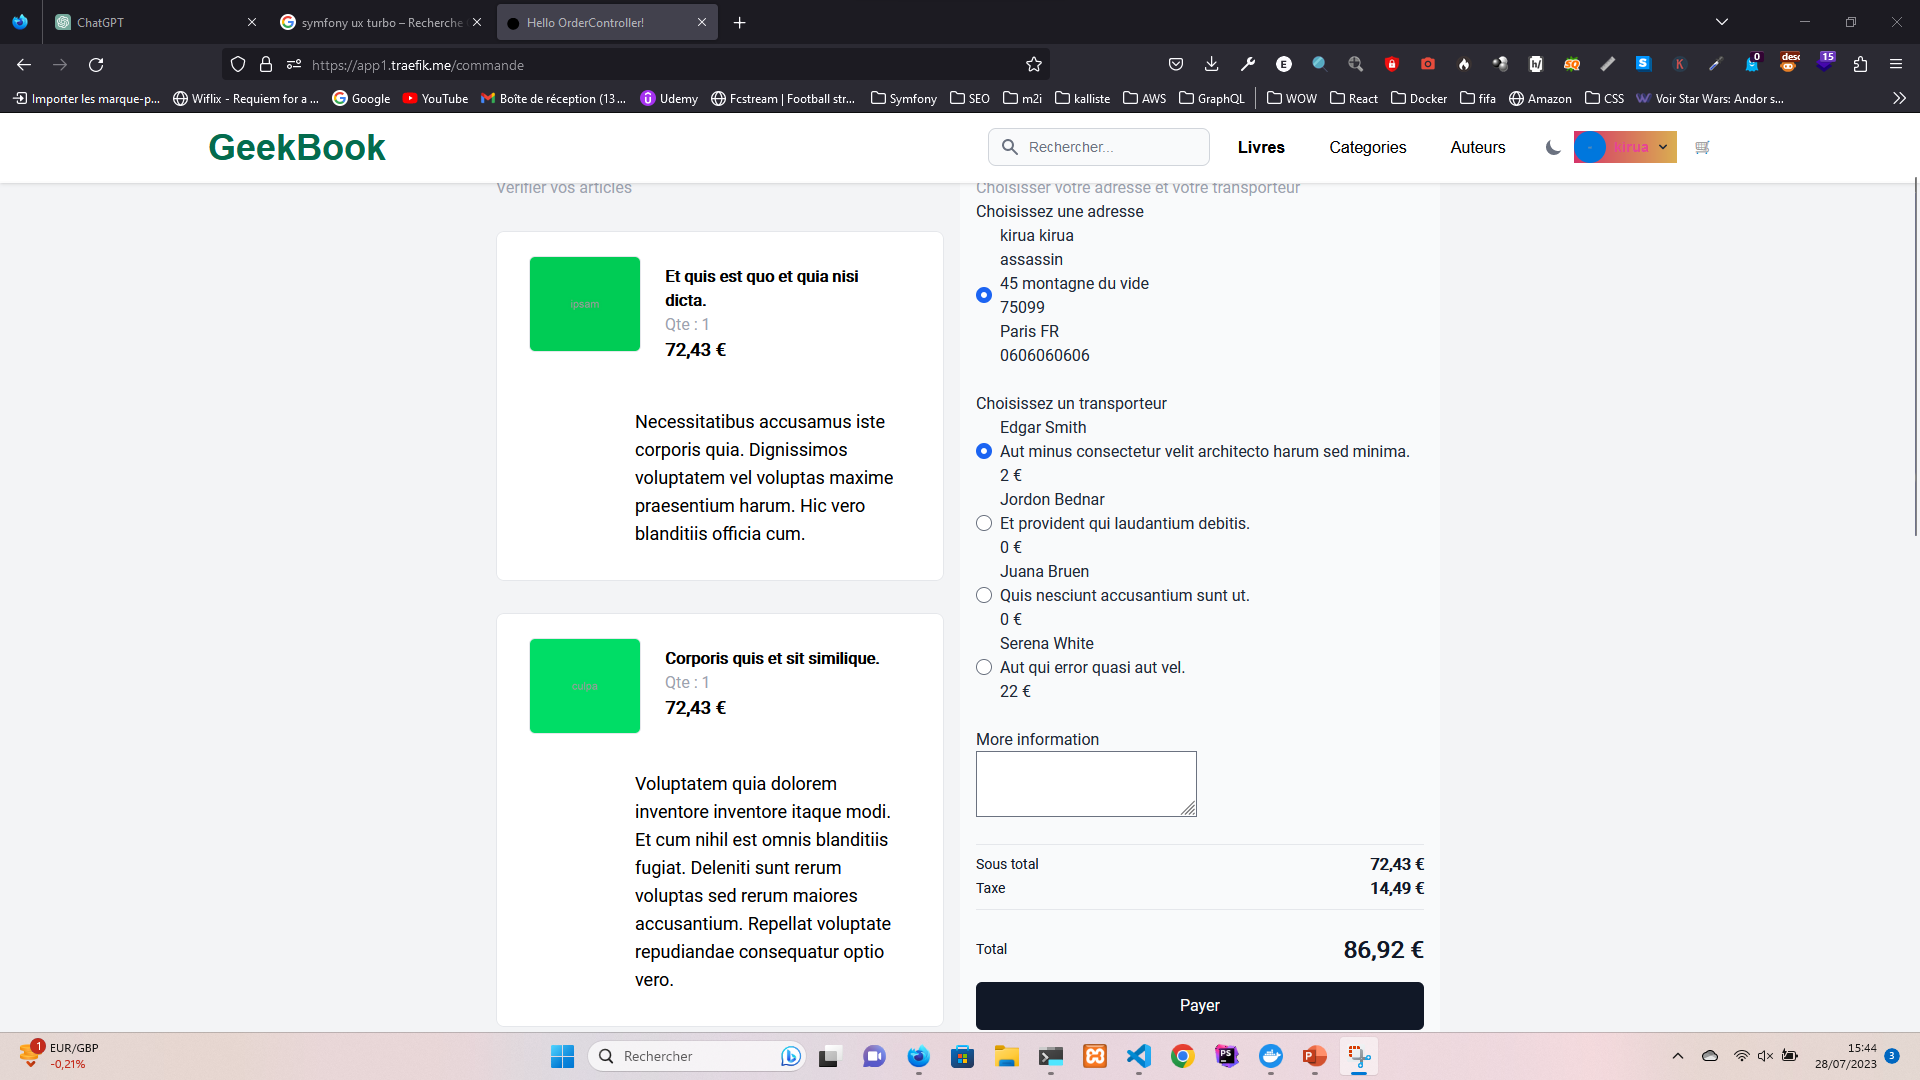 ChatGPT
symfony ux turbo – Recherche
Hello OrderController!
https://app1.traefik.me/commande
0
desc
15
Importer les marque-p...
Wiflix - Requiem for a ...
Google
YouTube
Boîte de réception (13 ...
Udemy
Fcstream | Football str...
Symfony
SEO
m2i
kalliste
AWS
GraphQL
WOW
React
Docker
fifa
Amazon
CSS
Voir Star Wars: Andor s...
GeekBook
Rechercher...
Livres
Categories
Auteurs
kirua
Vérifier vos articles
Et quis est quo et quia nisi
dicta.
Qte : 1
72,43 €
ipsam
Necessitatibus accusamus iste
corporis quia. Dignissimos
voluptatem vel voluptas maxime
praesentium harum. Hic vero
blanditiis officia cum.
Corporis quis et sit similique.
Qte : 1
72,43 €
culpa
Voluptatem quia dolorem
inventore inventore itaque modi.
Et cum nihil est omnis blanditiis
fugiat. Deleniti sunt rerum
voluptas sed rerum maiores
accusantium. Repellat voluptate
repudiandae consequatur optio
vero.
Choisisser votre adresse et votre transporteur
Choisissez une adresse
kirua kirua
assassin
45 montagne du vide
75099
Paris FR
0606060606
Choisissez un transporteur
Edgar Smith
Aut minus consectetur velit architecto harum sed minima.
2 €
Jordon Bednar
Et provident qui laudantium debitis.
0 €
Juana Bruen
Quis nesciunt accusantium sunt ut.
0 €
Serena White
Aut qui error quasi aut vel.
22 €
More information
Sous total
72,43 €
Taxe
14,49 €
Total
86,92 €
Payer
1
EUR/GBP
-0,21%
Rechercher
15:44
28/07/2023
3